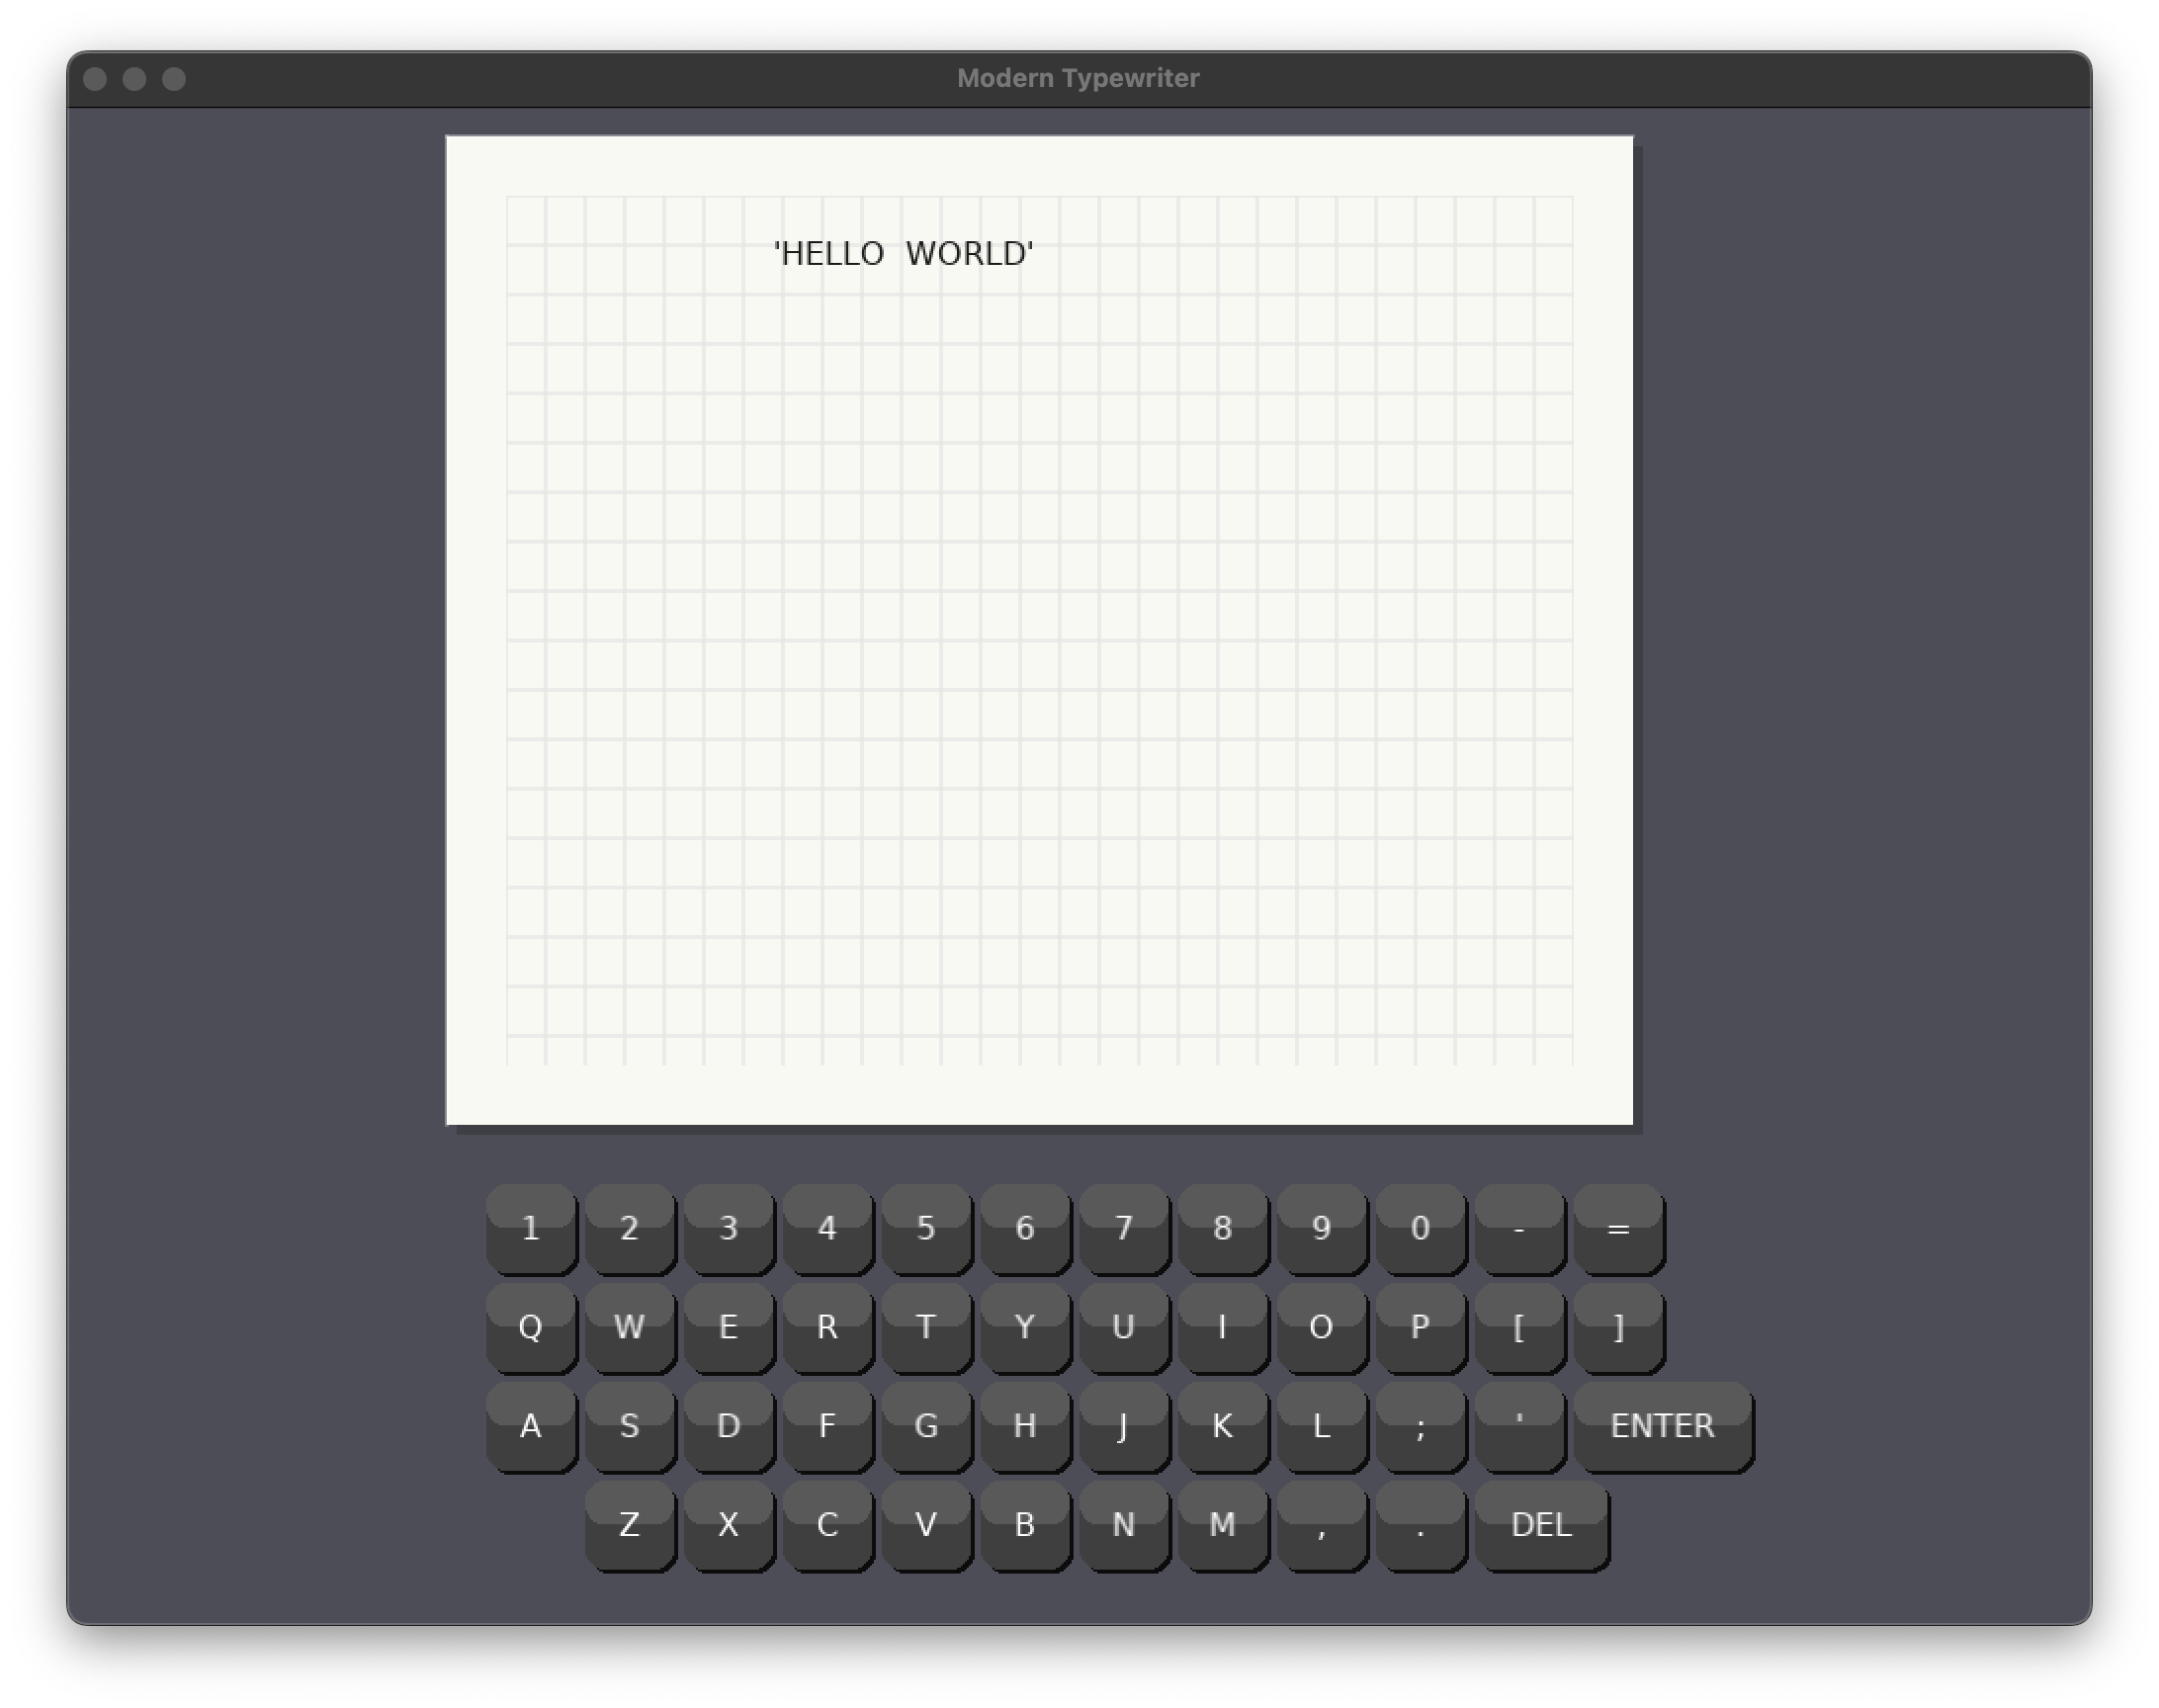 Modern Typewriter
'HELLO  WORLD'
1 2 3 4 5 6 7 8 9 0 - =
Q W E R T Y U I O P [ ]
A S D F G H J K L ; ' ENTER
Z X C V B N M , . DEL